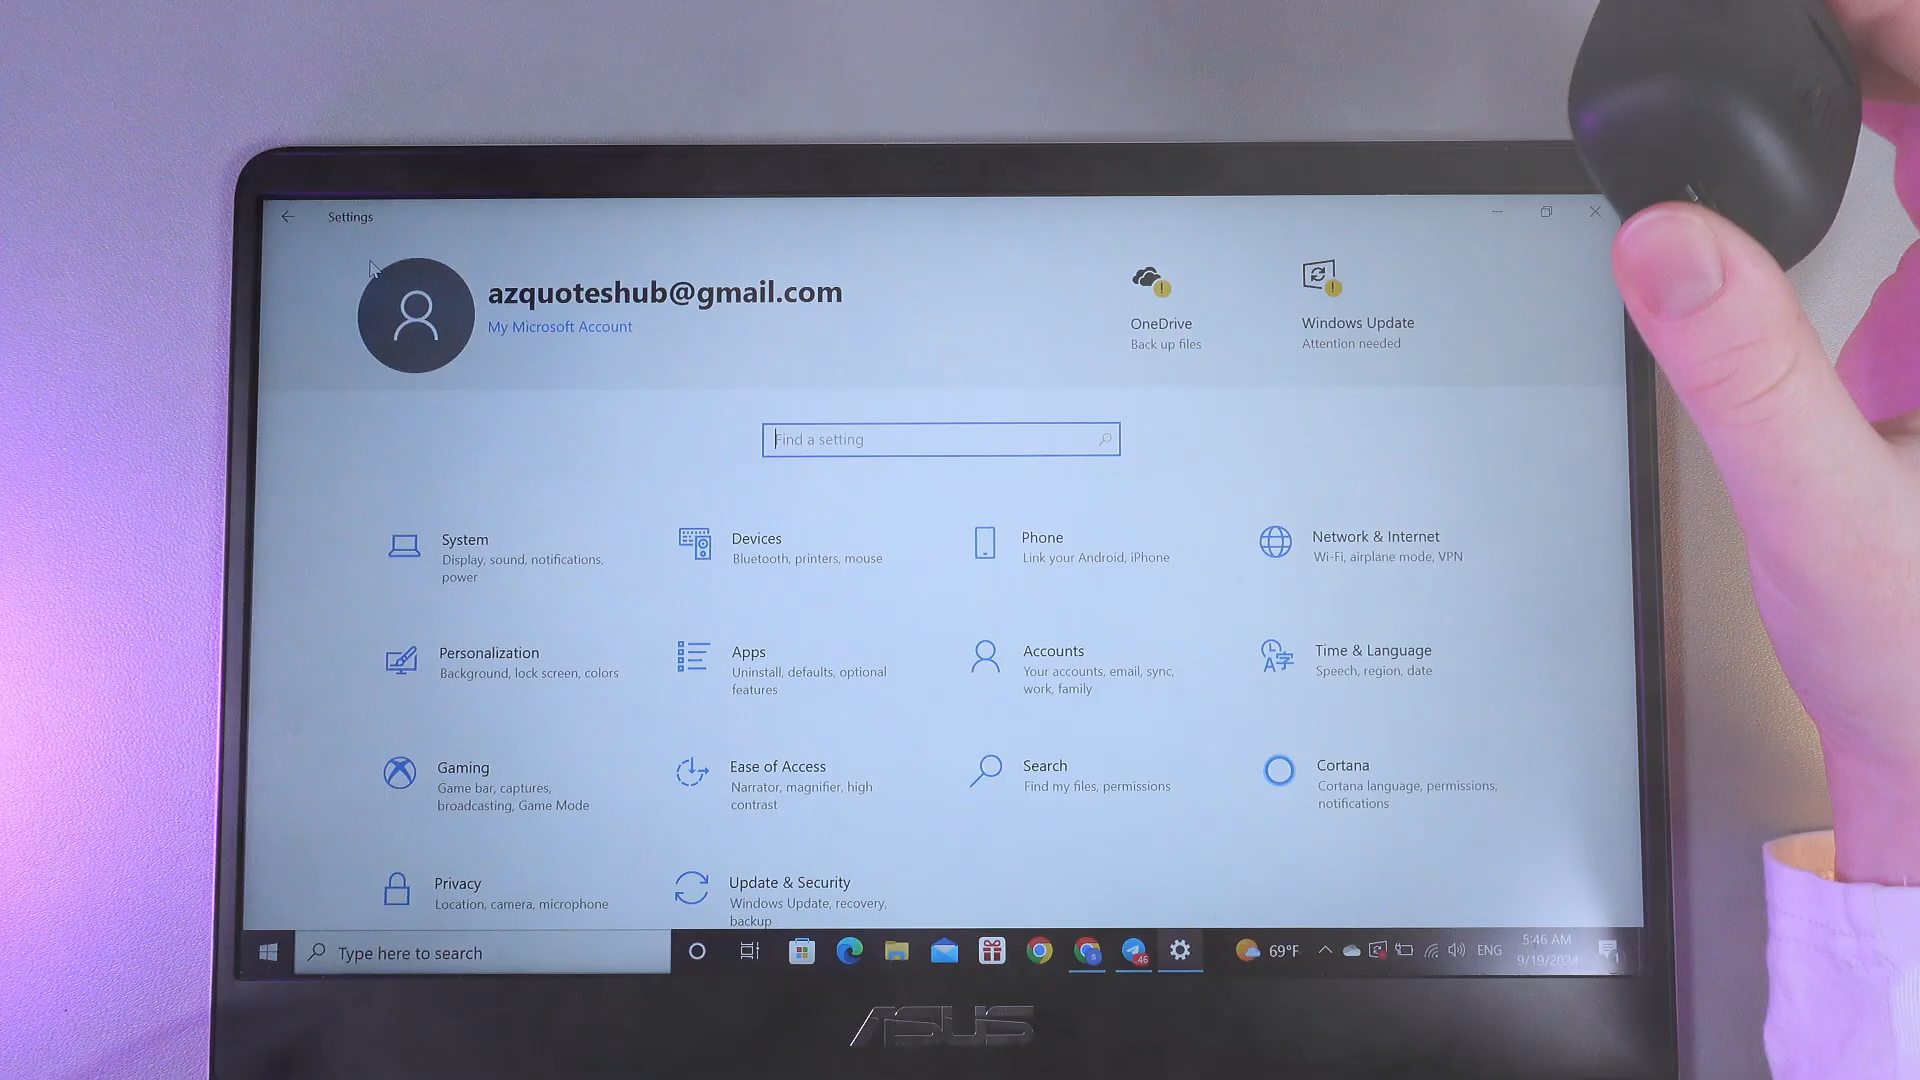 Settings
azquoteshub@gmail.com
My Microsoft Account
OneDrive
Back up files
Windows Update
Attention needed
Find a setting
System
Display, sound, notifications,
power
Devices
Bluetooth, printers, mouse
Phone
Link your Android, iPhone
Network & Internet
Wi-Fi, airplane mode, VPN
Personalization
Background, lock screen, colors
Apps
Uninstall, defaults, optional
features
Accounts
Your accounts, email, sync,
work, family
Time & Language
Speech, region, date
Gaming
Game bar, captures,
broadcasting, Game Mode
Ease of Access
Narrator, magnifier, high
contrast
Search
Find my files, permissions
Cortana
Cortana language, permissions,
notifications
Privacy
Location, camera, microphone
Update & Security
Windows Update, recovery,
backup
Type here to search
46
69°F
ENG
5:46 AM
9/19/2024
1
ASUS